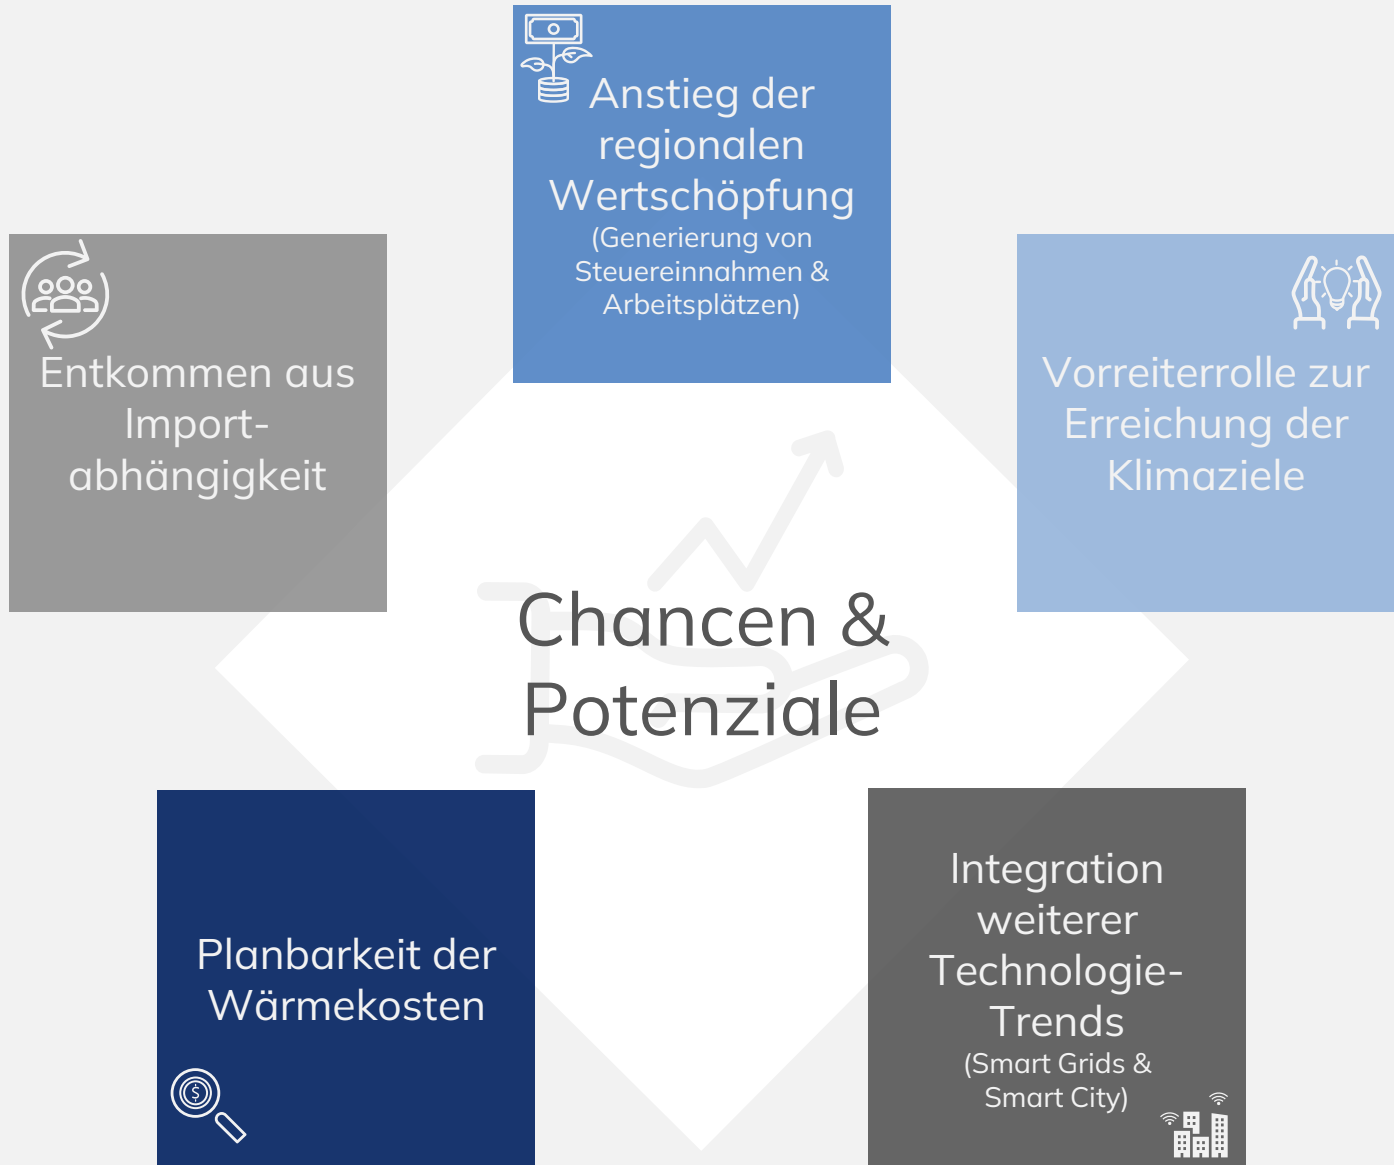 Anstieg der
regionalen
Wertschöpfung
(Generierung von
Steuereinnahmen &
Arbeitsplätzen)
Entkommen aus
Import-
abhängigkeit
Vorreiterrolle zur
Erreichung der
Klimaziele
Chancen &
Potenziale
Planbarkeit der
Wärmekosten
$
Integration
weiterer
Technologie-
Trends
(Smart Grids &
Smart City)